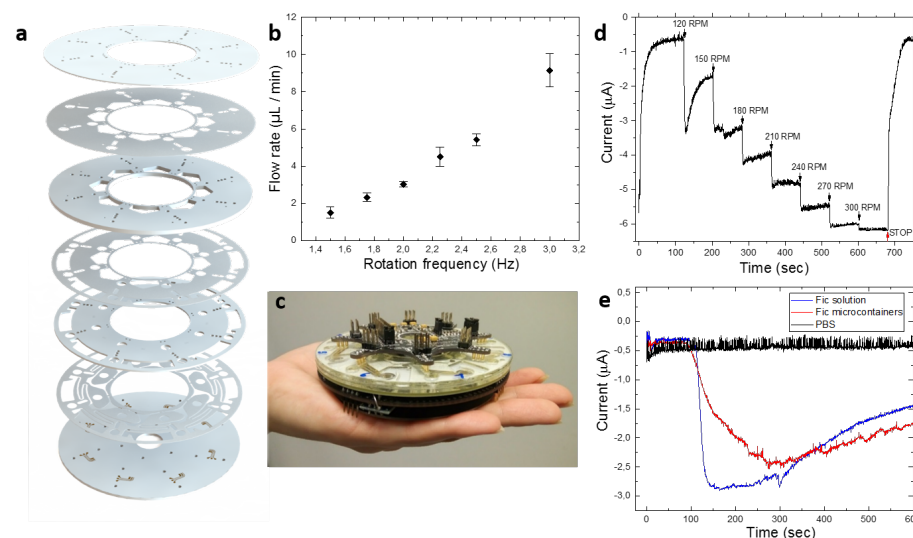 a
b
Flow rate (µL / min)
12
10
8
6
4
2
0
1,4 1,6 1,8 2,0 2,2 2,4 2,6 2,8 3,0 3,2
Rotation frequency (Hz)
c
d
Current (µA)
0
-1
-2
-3
-4
-5
-6
120 RPM
150 RPM
180 RPM
210 RPM
240 RPM
270 RPM
300 RPM
STOP
0 100 200 300 400 500 600 700
Time (sec)
e
Current (µA)
0,5
0,0
-0,5
-1,0
-1,5
-2,0
-2,5
-3,0
Fic solution
Fic microcontainers
PBS
0 100 200 300 400 500 600
Time (sec)